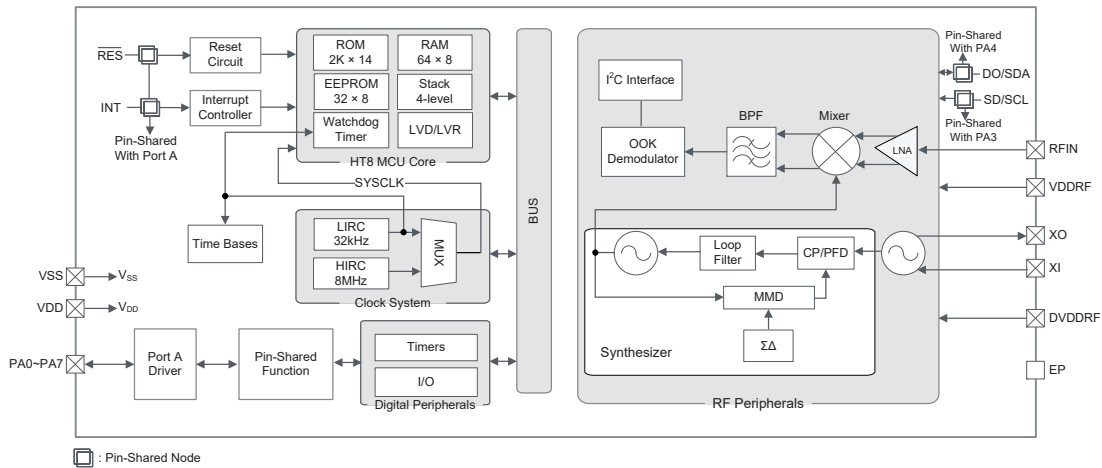 RES
INT
Pin-Shared
With Port A
Reset
Circuit
Interrupt
Controller
ROM
2K × 14
RAM
64 × 8
EEPROM
32 × 8
Stack
4-level
Watchdog
Timer
LVD/LVR
HT8 MCU Core
SYSCLK
Time Bases
LIRC
32kHz
HIRC
8MHz
MUX
Clock System
VSS
VSS
VDD
VDD
PA0~PA7
Port A
Driver
Pin-Shared
Function
Timers
I/O
Digital Peripherals
BUS
I2C Interface
OOK
Demodulator
BPF
Mixer
LNA
Loop
Filter
CP/PFD
MMD
ΣΔ
Synthesizer
RF Peripherals
Pin-Shared
With PA4
DO/SDA
SD/SCL
Pin-Shared
With PA3
RFIN
VDDRF
XO
XI
DVDDRF
EP
: Pin-Shared Node